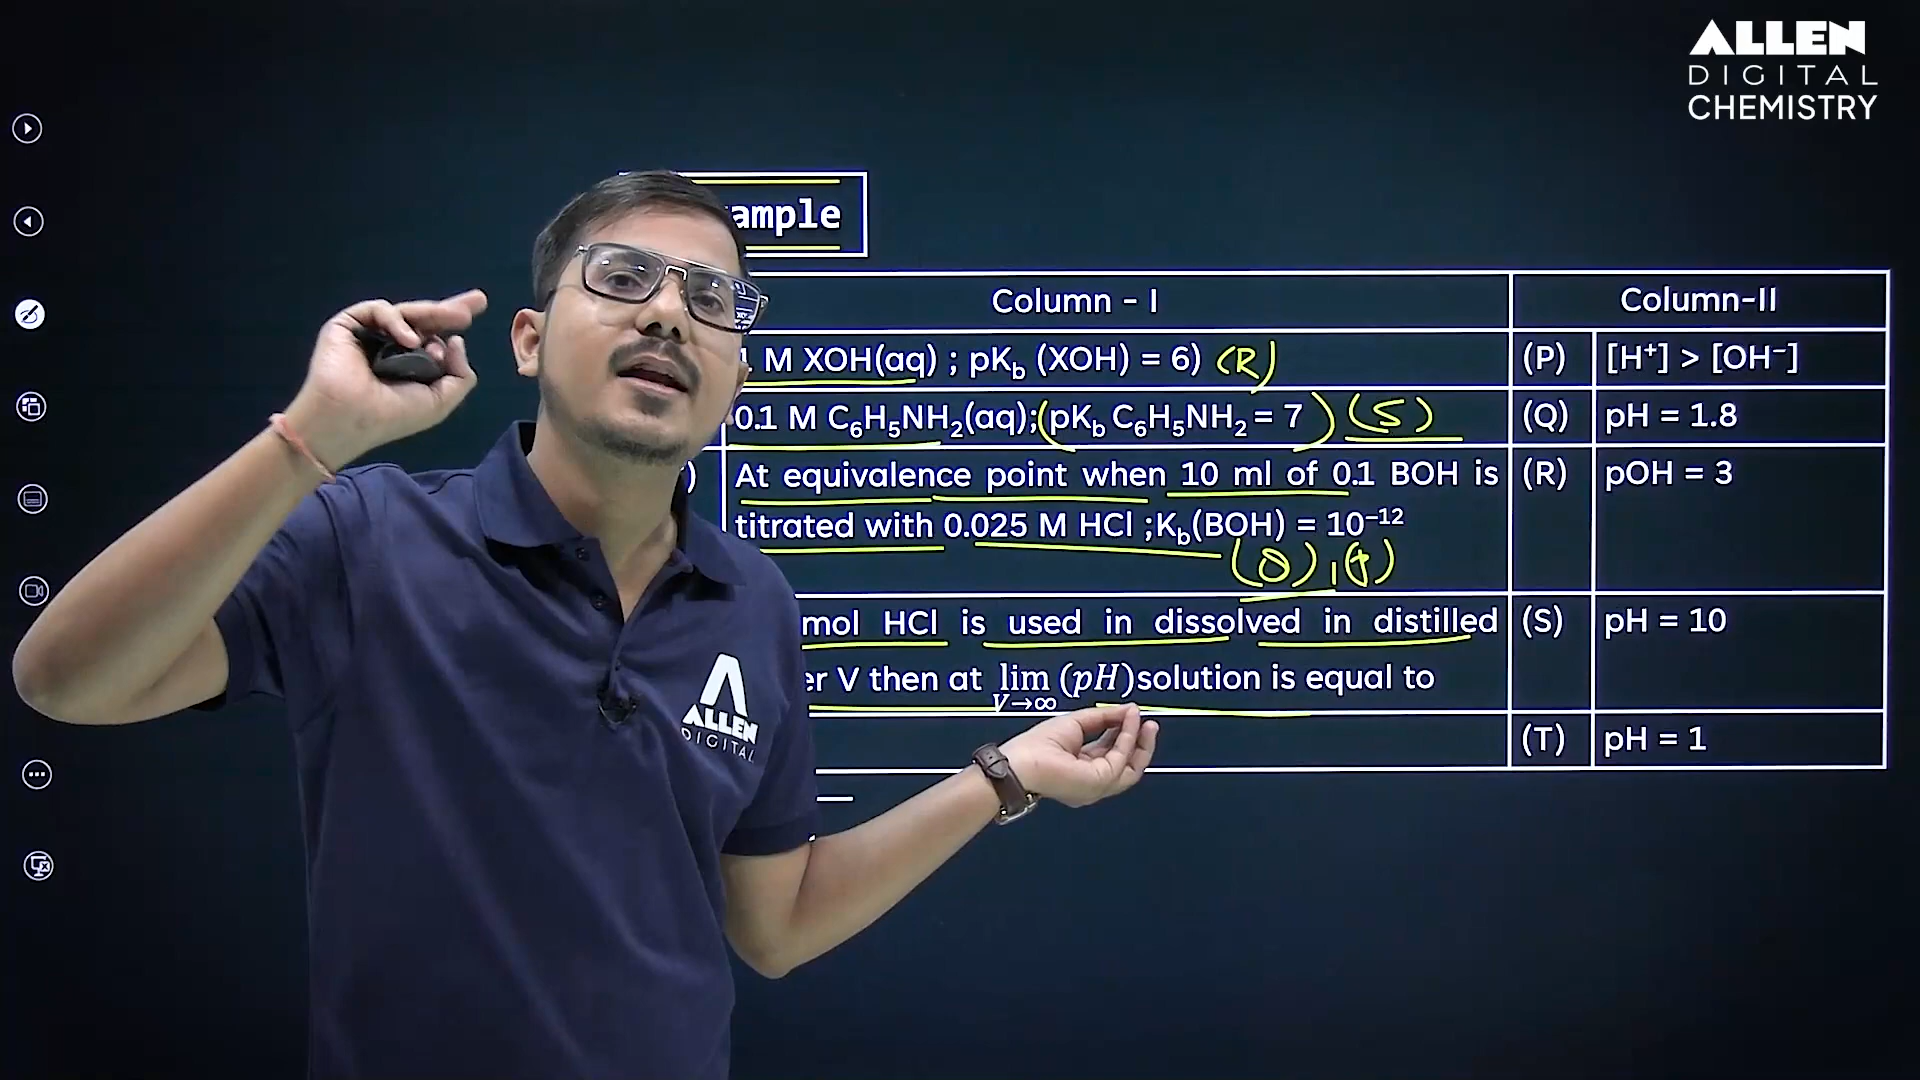 ALLEN
DIGITAL
CHEMISTRY
ample
Column - I
Column-II
M XOH(aq) ; pKb (XOH) = 6) (R)
(P) [H⁺] > [OH⁻]
0.1 M C₆H₅NH₂(aq);(pKb C₆H₅NH₂ = 7 ) (S)
(Q) pH = 1.8
) At equivalence point when 10 ml of 0.1 BOH is
(R) pOH = 3
titrated with 0.025 M HCl ;Kb(BOH) = 10⁻¹²
mol HCl is used in dissolved in distilled
(S) pH = 10
er V then at lim (pH)solution is equal to
V→∞
(T) pH = 1
ALLEN
DIGITAL